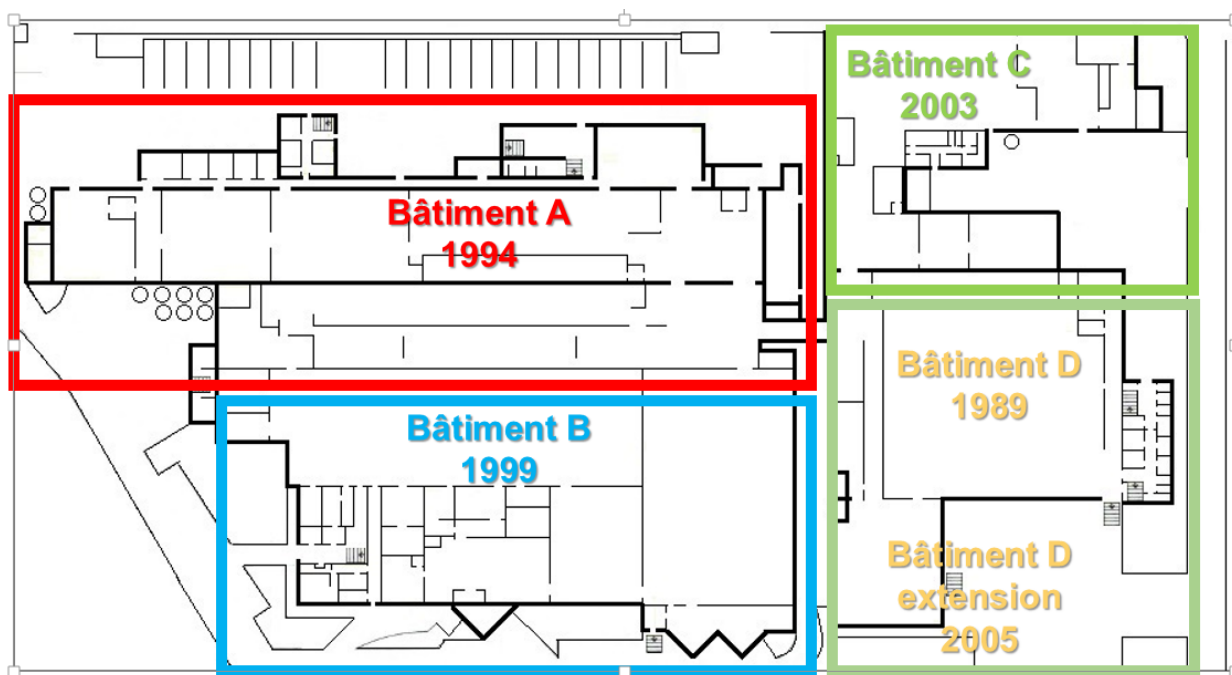 Bâtiment C
2003
Bâtiment A
1994
Bâtiment D
1989
Bâtiment B
1999
Bâtiment D
extension
2005